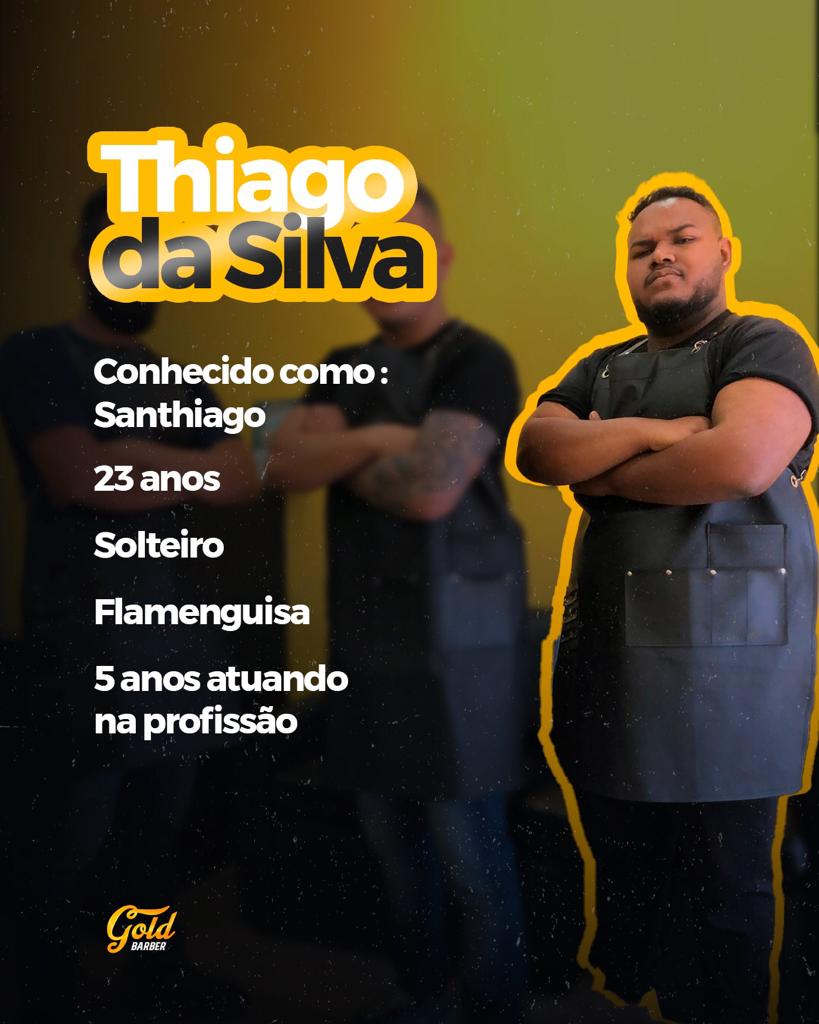 Thiago
da Silva
Conhecido como :
Santhiago
23 anos
Solteiro
Flamenguisa
5 anos atuando
na profissão
Gold
BARBER